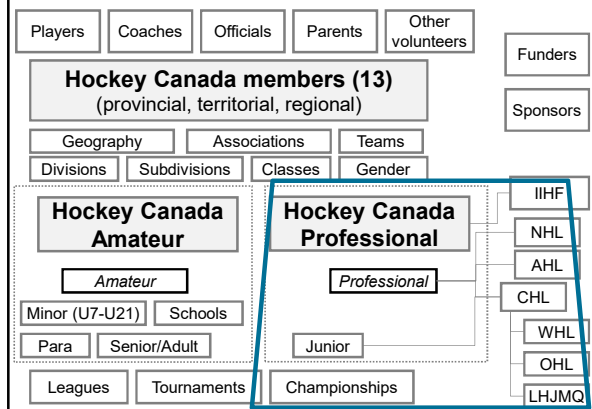 Players
Coaches
Officials
Parents
Other
volunteers
Funders
Hockey Canada members (13)
(provincial, territorial, regional)
Sponsors
Geography
Associations
Teams
Divisions
Subdivisions
Classes
Gender
Hockey Canada
Amateur
Amateur
Minor (U7-U21)
Schools
Para
Senior/Adult
Hockey Canada
Professional
Professional
Junior
IIHF
NHL
AHL
CHL
WHL
OHL
LHJMQ
Leagues
Tournaments
Championships